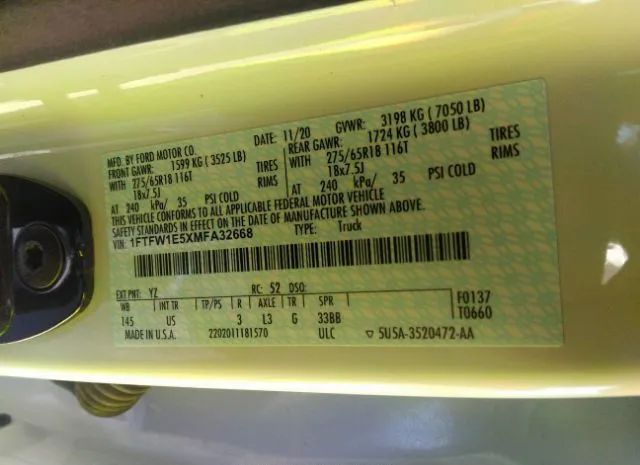 MFD. BY FORD MOTOR CO.
DATE: 11/20 GVWR: 3198 KG ( 7050 LB)
FRONT GAWR: 1599 KG ( 3525 LB)
REAR GAWR: 1724 KG ( 3800 LB)
WITH 275/65R18 116T TIRES
WITH 275/65R18 116T TIRES
18x7.5J RIMS
18x7.5J RIMS
AT 240 kPa/ 35 PSI COLD
AT 240 kPa/ 35 PSI COLD
THIS VEHICLE CONFORMS TO ALL APPLICABLE FEDERAL MOTOR VEHICLE
SAFETY STANDARDS IN EFFECT ON THE DATE OF MANUFACTURE SHOWN ABOVE.
VIN: 1FTFW1E5XMFA32668
TYPE: Truck
EXT PNT: YZ RC: 52 DSO:
WB INT TR TP/PS R AXLE TR SPR
145 US 3 L3 G 33BB
F0137
T0660
MADE IN U.S.A. 2202011181570 ULC ▽ 5U5A-3520472-AA